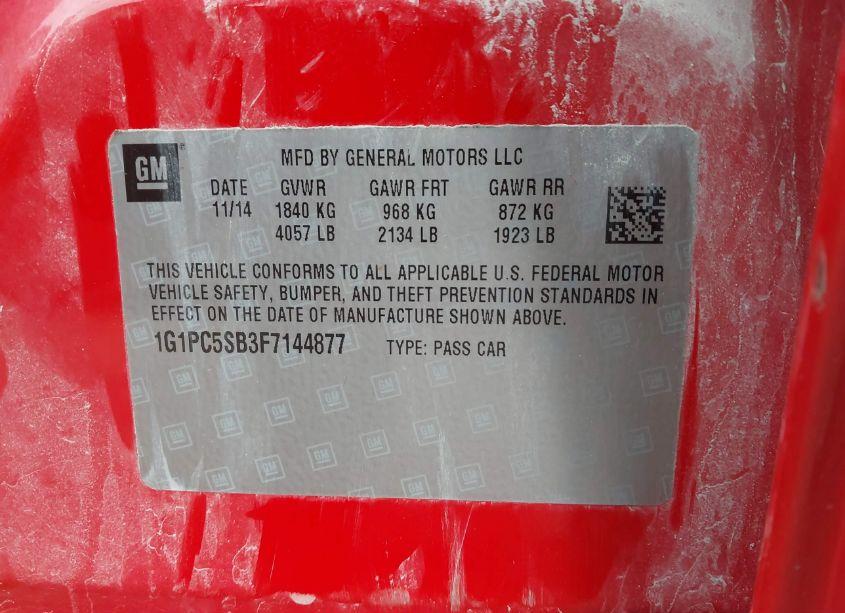 GM
MFD BY GENERAL MOTORS LLC
DATE GVWR GAWR FRT GAWR RR
11/14 1840 KG 968 KG 872 KG
4057 LB 2134 LB 1923 LB
THIS VEHICLE CONFORMS TO ALL APPLICABLE U.S. FEDERAL MOTOR
VEHICLE SAFETY, BUMPER, AND THEFT PREVENTION STANDARDS IN
EFFECT ON THE DATE OF MANUFACTURE SHOWN ABOVE.
1G1PC5SB3F7144877 TYPE: PASS CAR